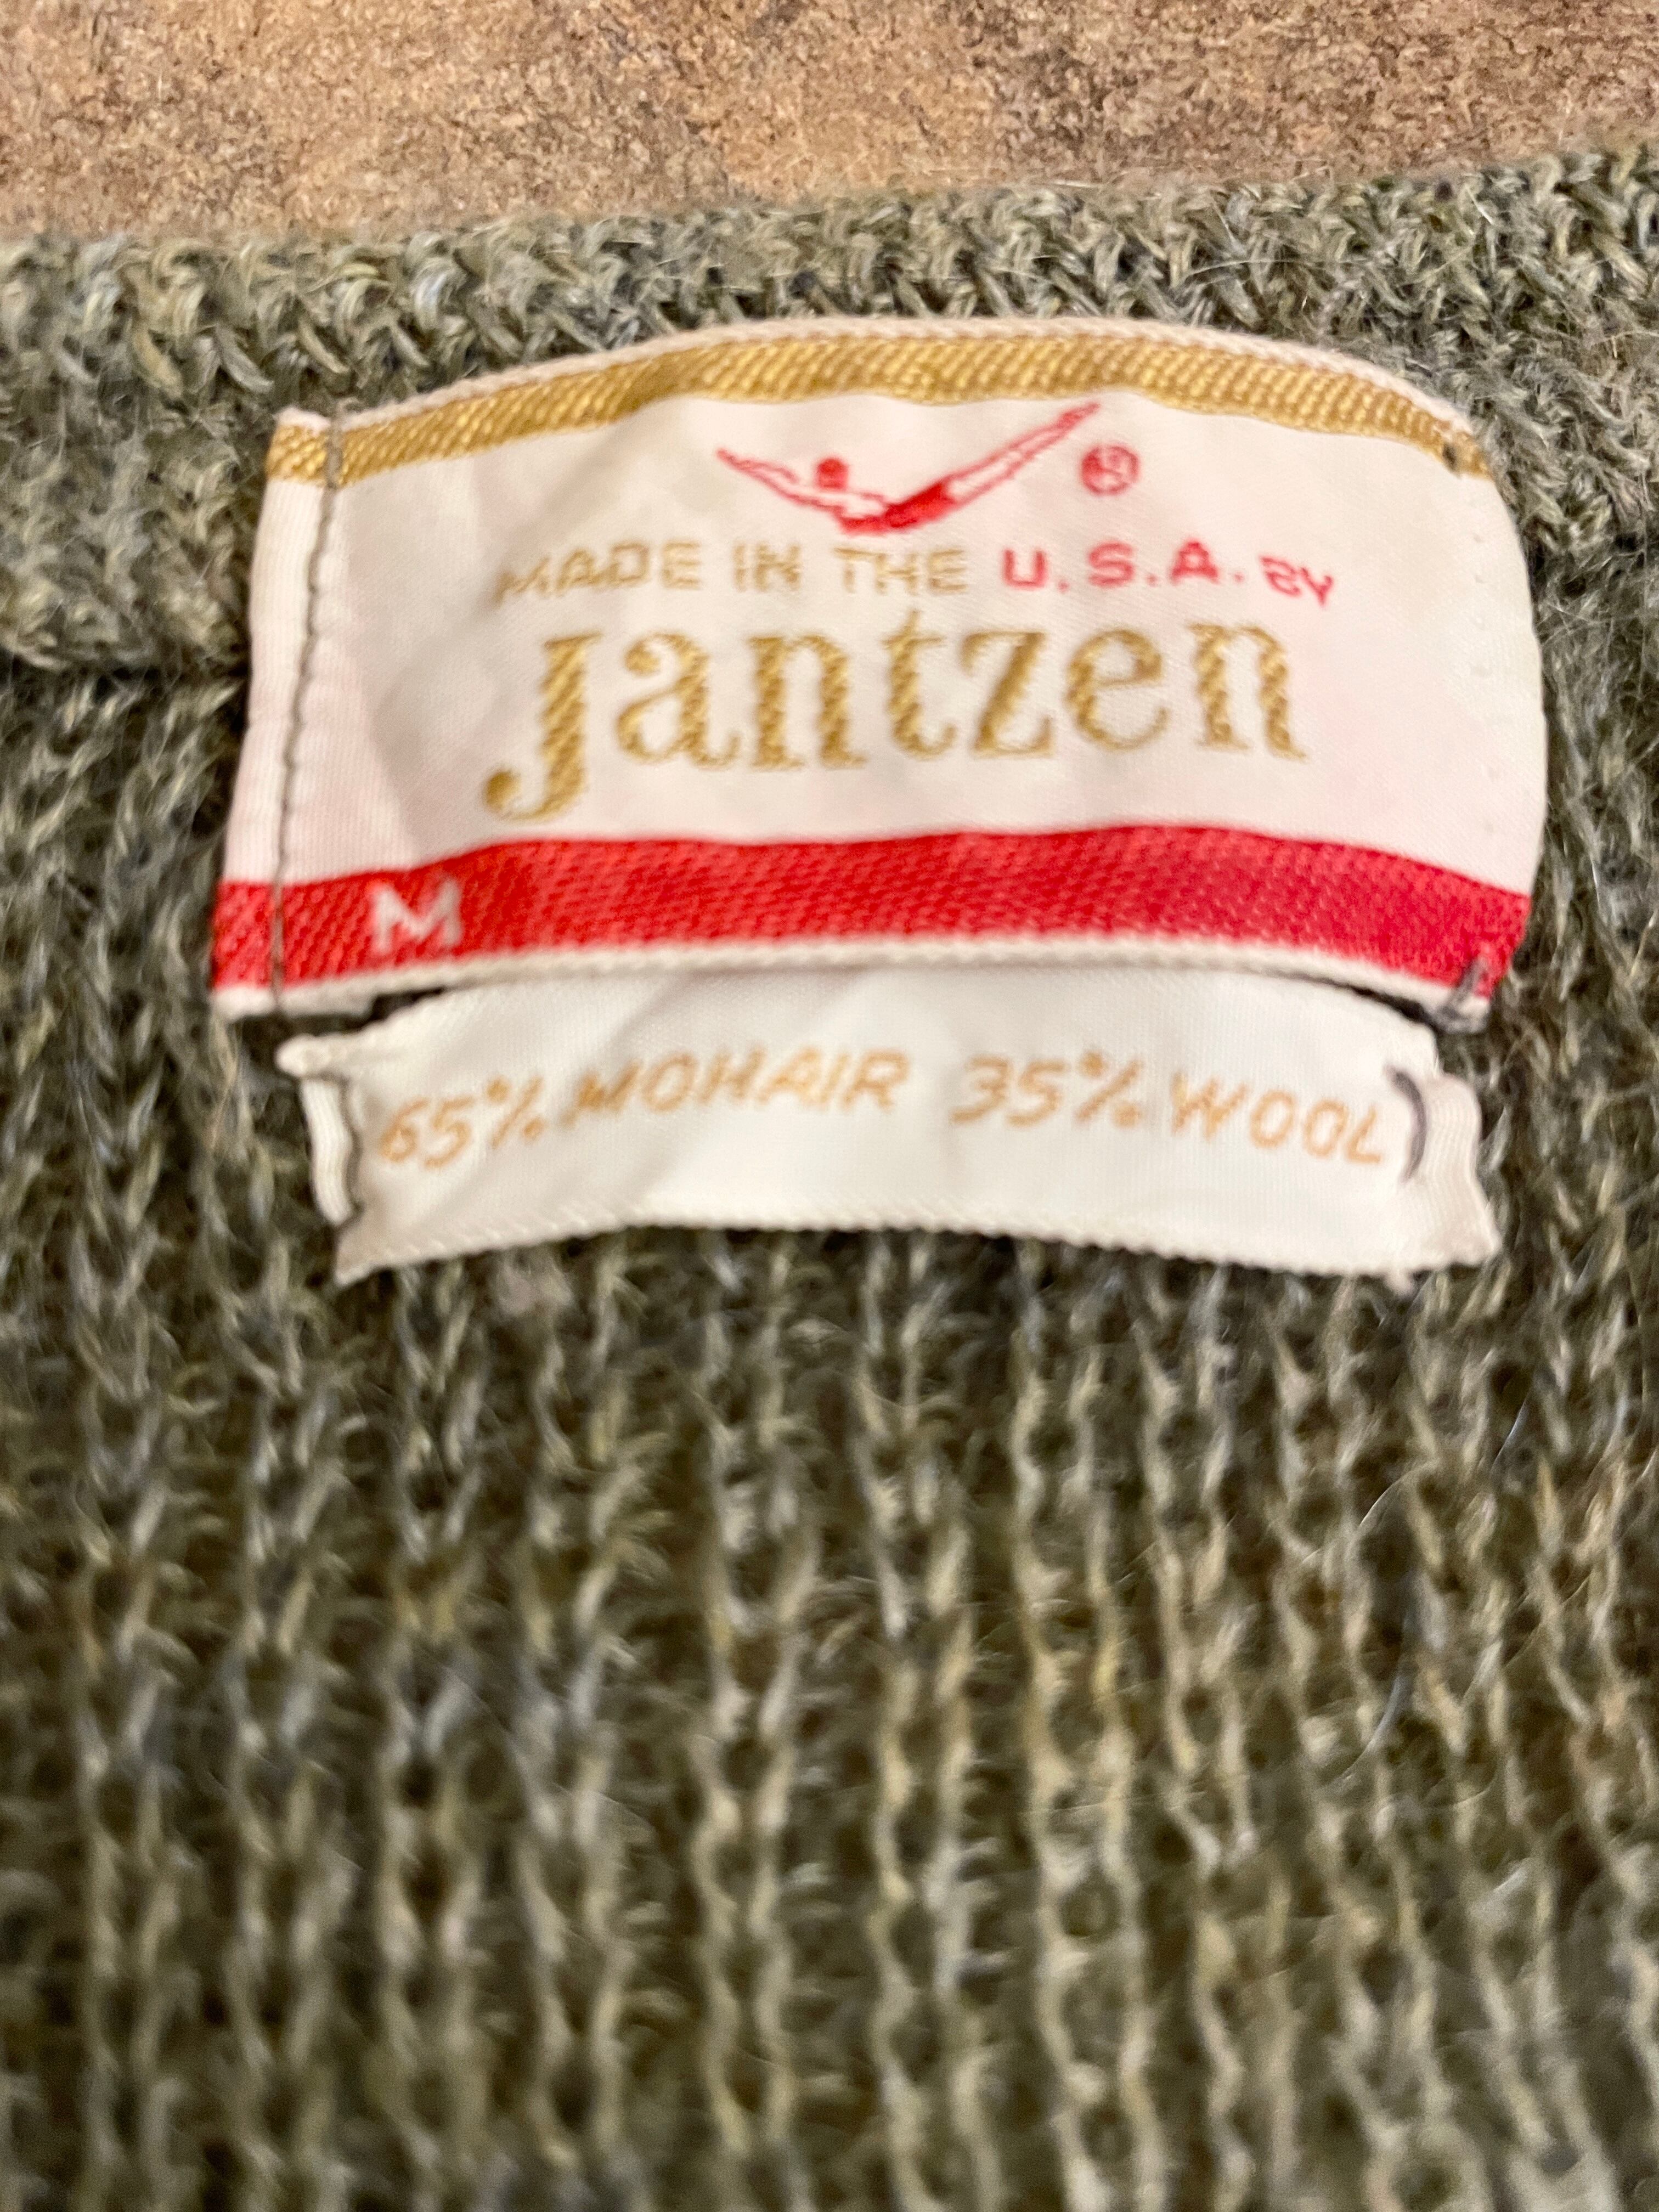 ®
MADE IN THE U.S.A. BY
Jantzen
M
65% MOHAIR 35% WOOL